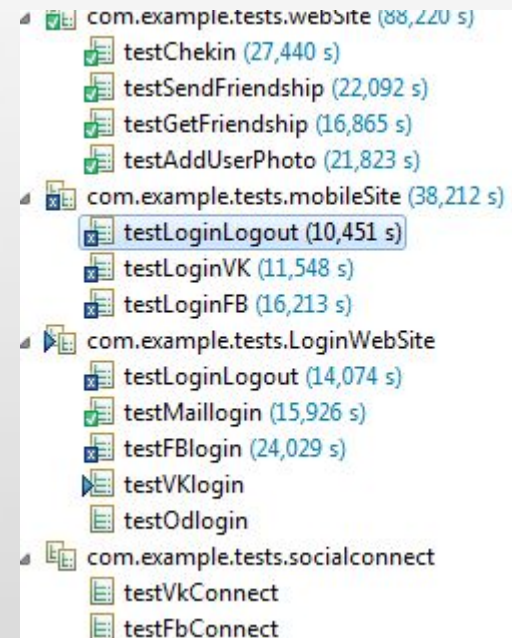 com.example.tests.webSite (88,220 s)
testChekin (27,440 s)
testSendFriendship (22,092 s)
testGetFriendship (16,865 s)
testAddUserPhoto (21,823 s)
com.example.tests.mobileSite (38,212 s)
testLoginLogout (10,451 s)
testLoginVK (11,548 s)
testLoginFB (16,213 s)
com.example.tests.LoginWebSite
testLoginLogout (14,074 s)
testMaillogin (15,926 s)
testFBlogin (24,029 s)
testVKlogin
testOdlogin
com.example.tests.socialconnect
testVkConnect
testFbConnect